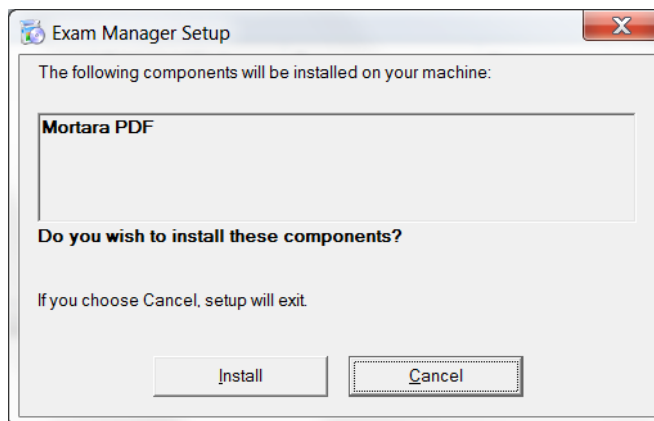 Exam Manager Setup
The following components will be installed on your machine:
Mortara PDF
Do you wish to install these components?
If you choose Cancel, setup will exit.
Install
Cancel